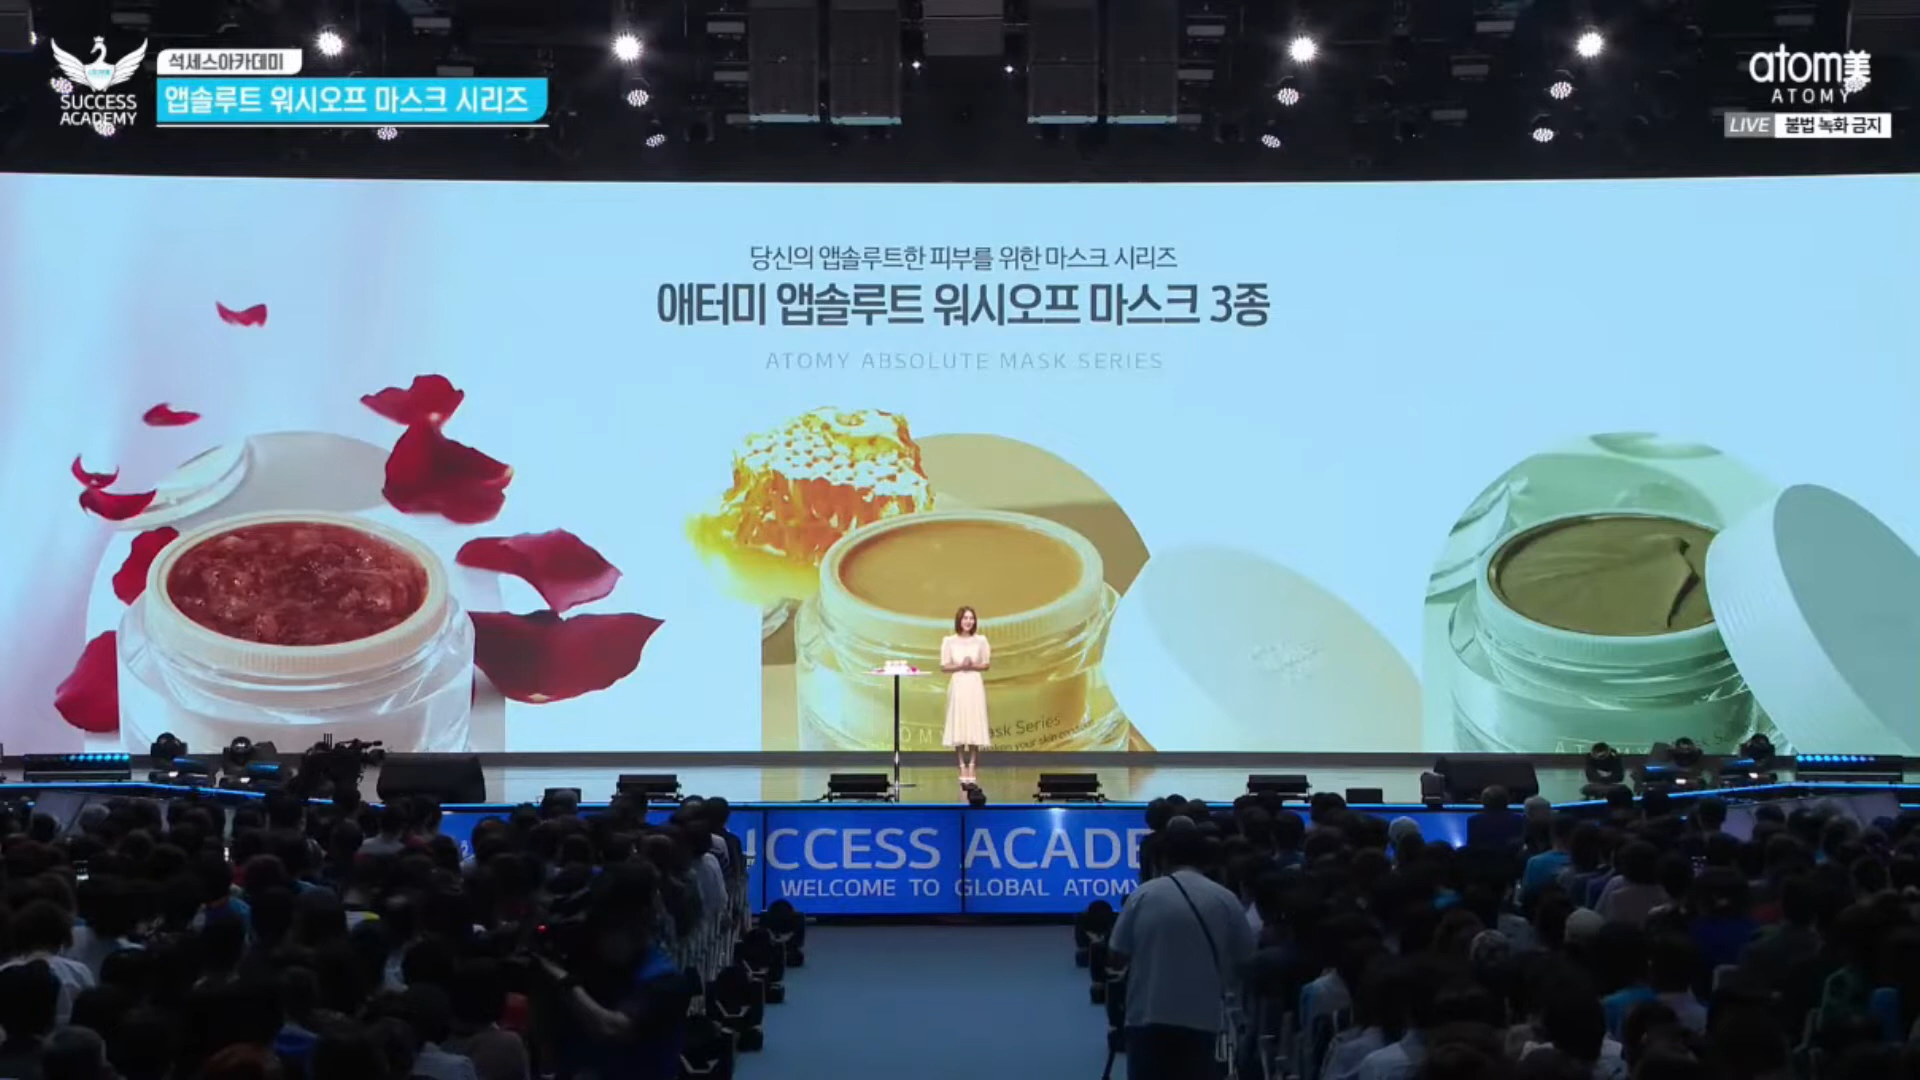 석세스아카데미
앱솔루트 워시오프 마스크 시리즈
SUCCESS
ACADEMY
atom美
ATOMY
LIVE 불법 녹화 금지
당신의 앱솔루트한 피부를 위한 마스크 시리즈
애터미 앱솔루트 워시오프 마스크 3종
ATOMY ABSOLUTE MASK SERIES
ask Series
UCCESS ACADE
WELCOME TO GLOBAL ATOMY